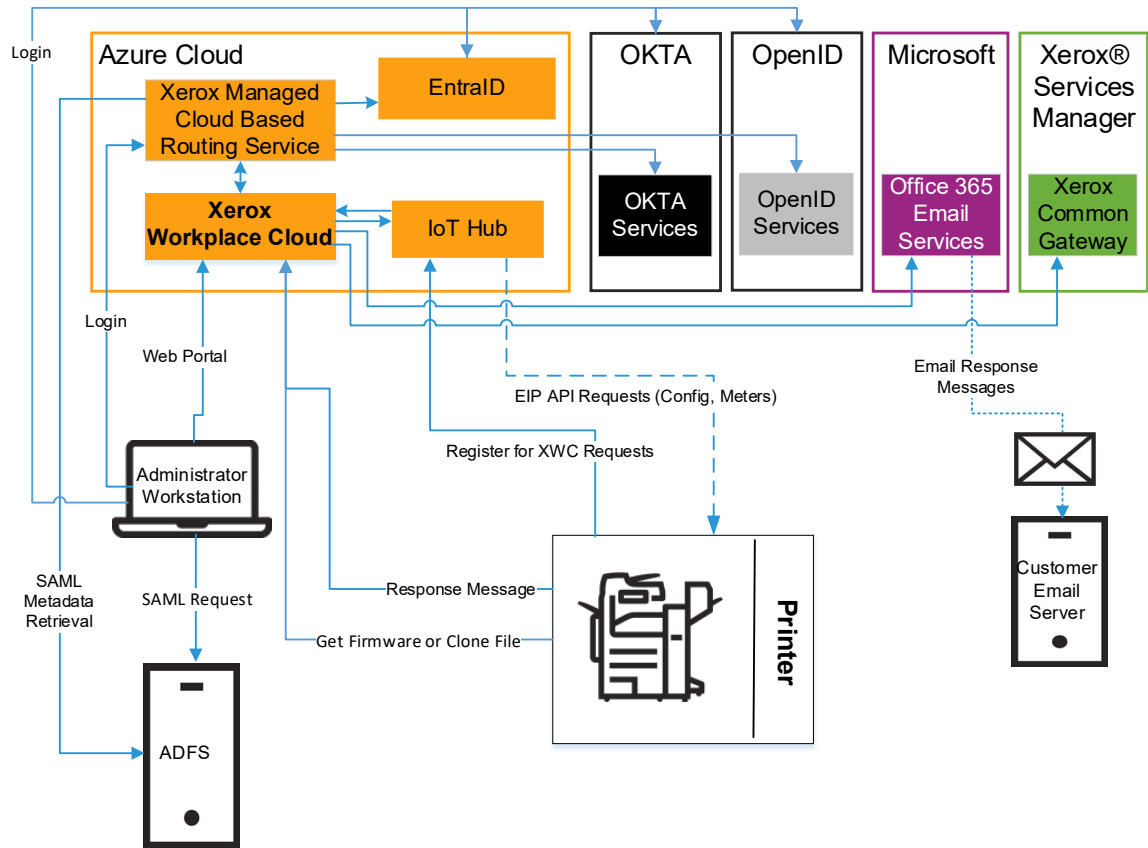 Login
Azure Cloud
OKTA
OpenID
Microsoft
Xerox®
Services
Manager
Xerox Managed
Cloud Based
Routing Service
EntraID
Xerox
Workplace Cloud
IoT Hub
OKTA
Services
OpenID
Services
Office 365
Email
Services
Xerox
Common
Gateway
Login
Web Portal
EIP API Requests (Config, Meters)
Email Response
Messages
Register for XWC Requests
Administrator
Workstation
SAML
Metadada
Retrieval
SAML Request
Response Message
Get Firmware or Clone File
Printer
Customer
Email
Server
ADFS